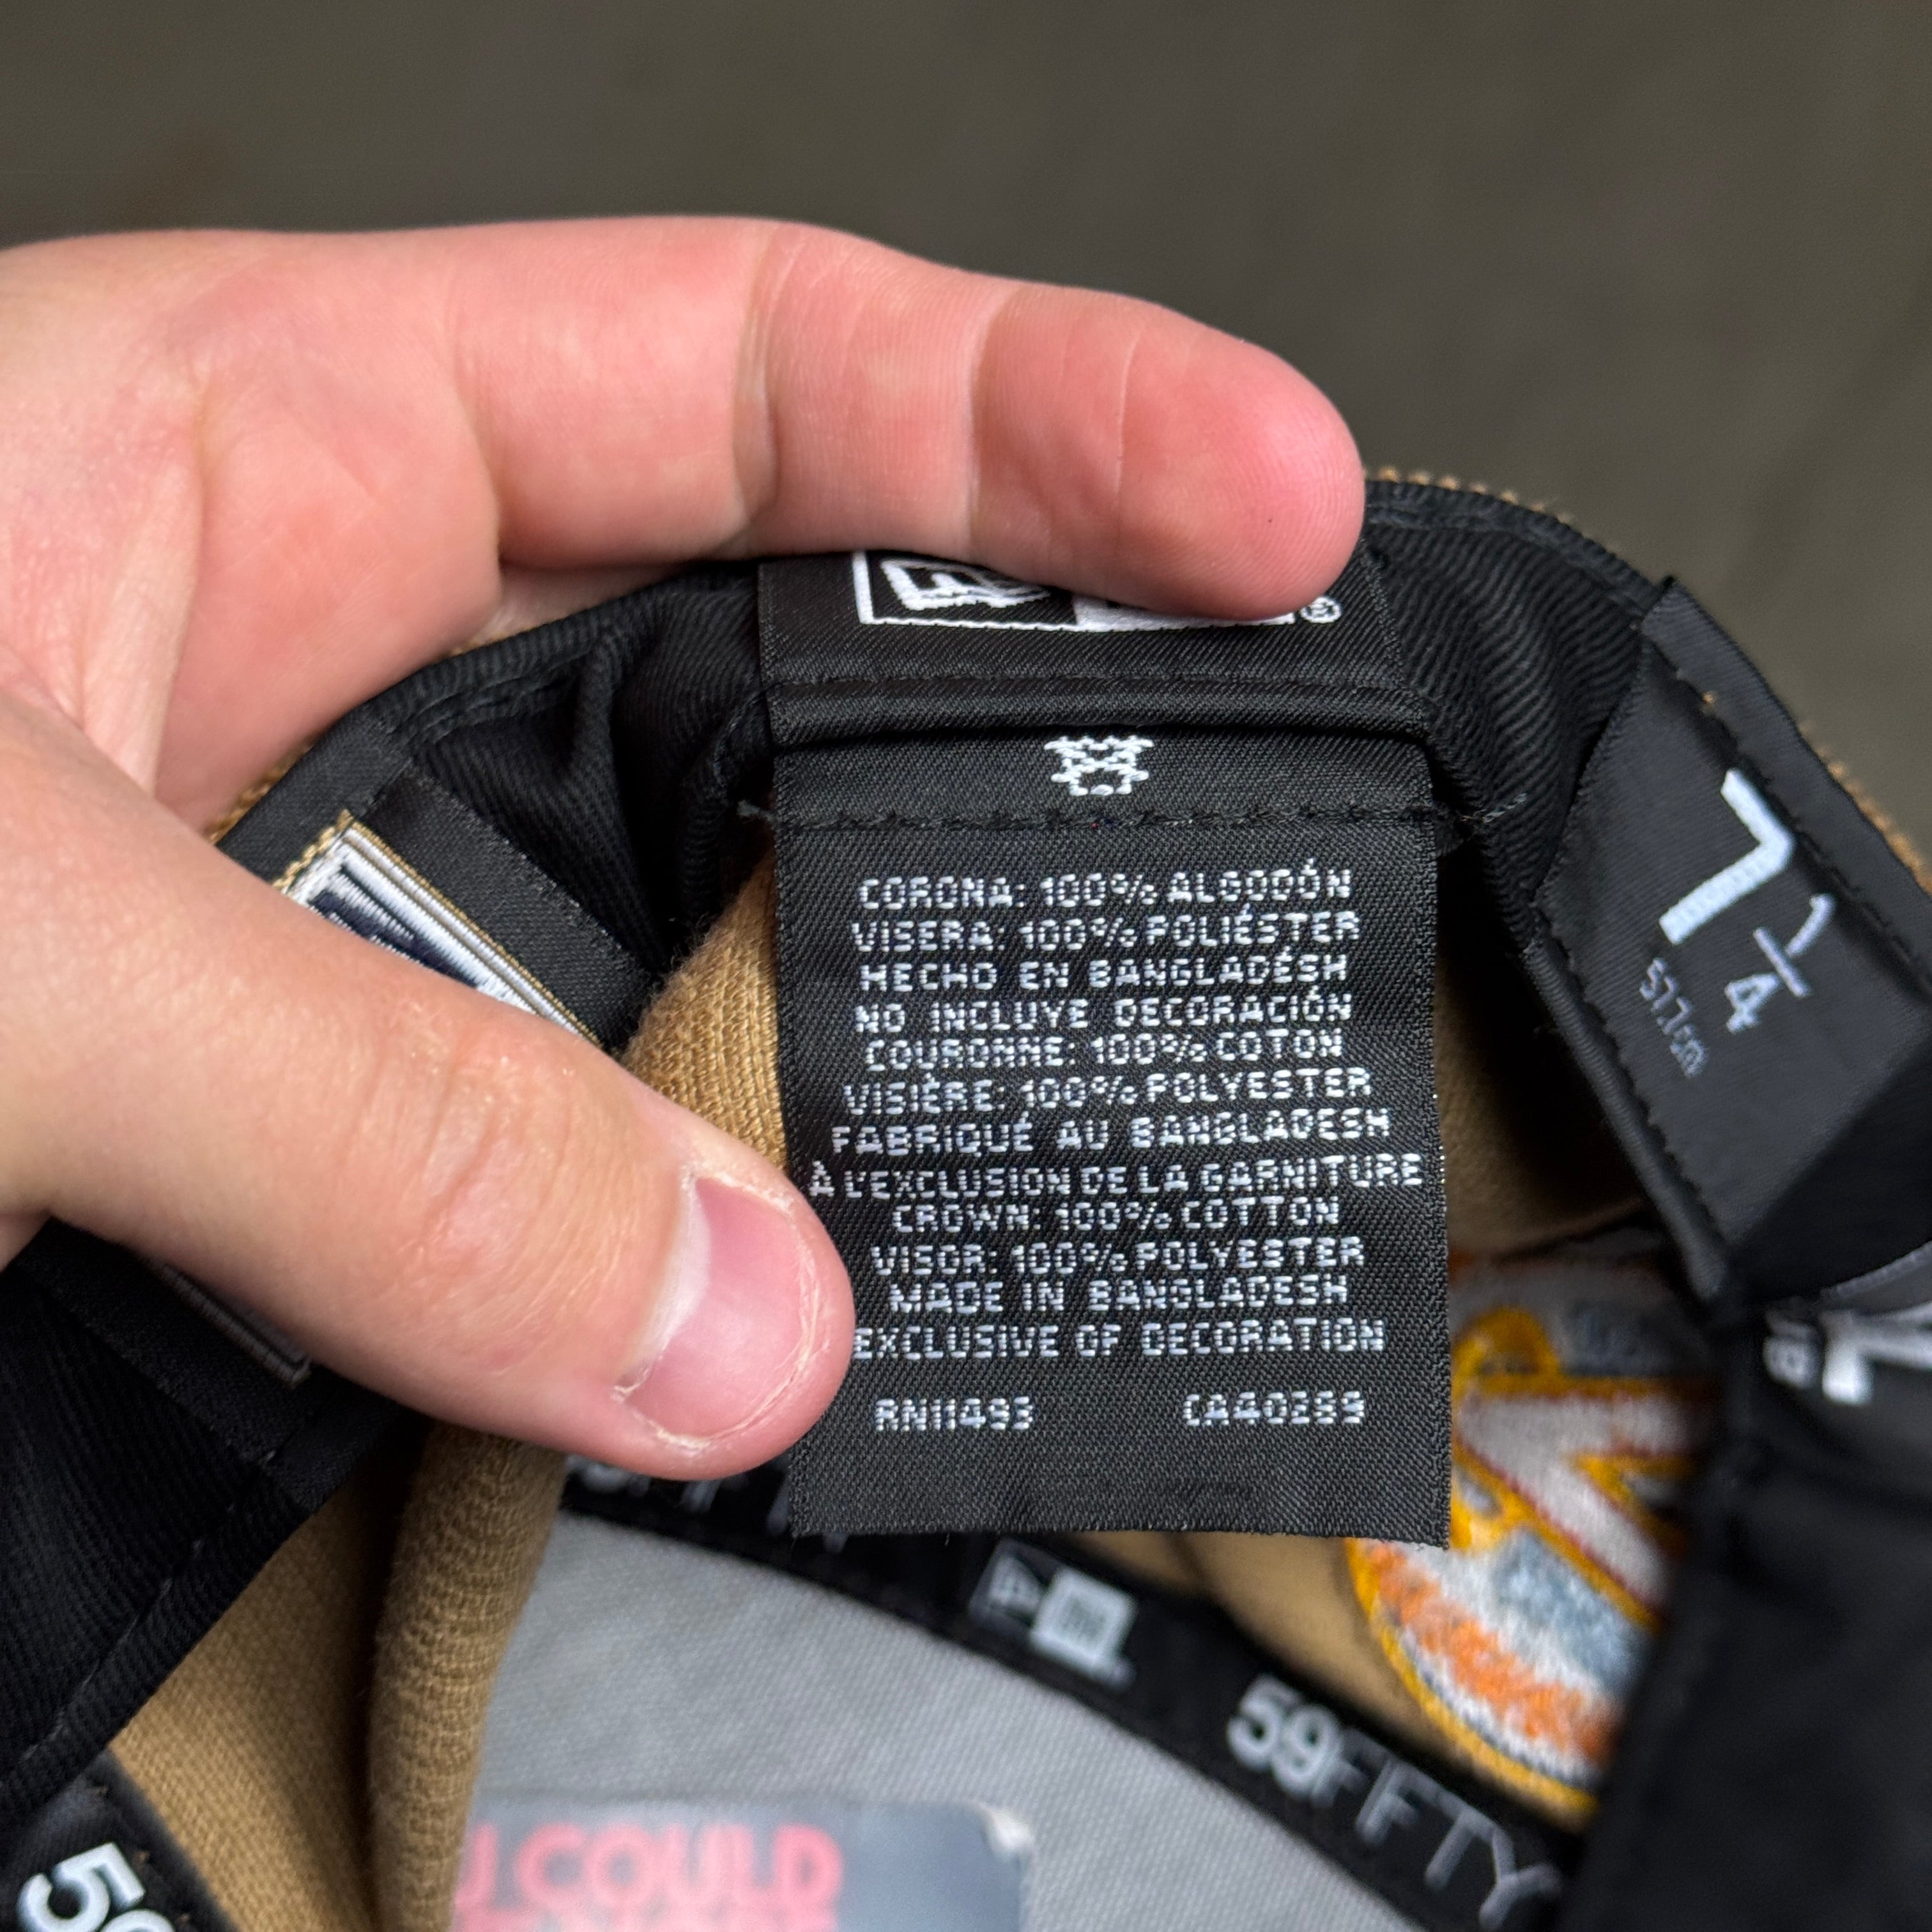 ®
CORONA: 100% ALGODÓN
VISERA: 100% POLIÉSTER
HECHO EN BANGLADÉSH
NO INCLUYE DECORACIÓN
COURONNE: 100% COTON
VISIÈRE: 100% POLYESTER
FABRIQUÉ AU BANGLADESH
À L'EXCLUSION DE LA GARNITURE
CROWN: 100% COTTON
VISOR: 100% POLYESTER
MADE IN BANGLADESH
EXCLUSIVE OF DECORATION
RN11493 CA40259
7 1/4
57.7cm
59FIFTY
COULD